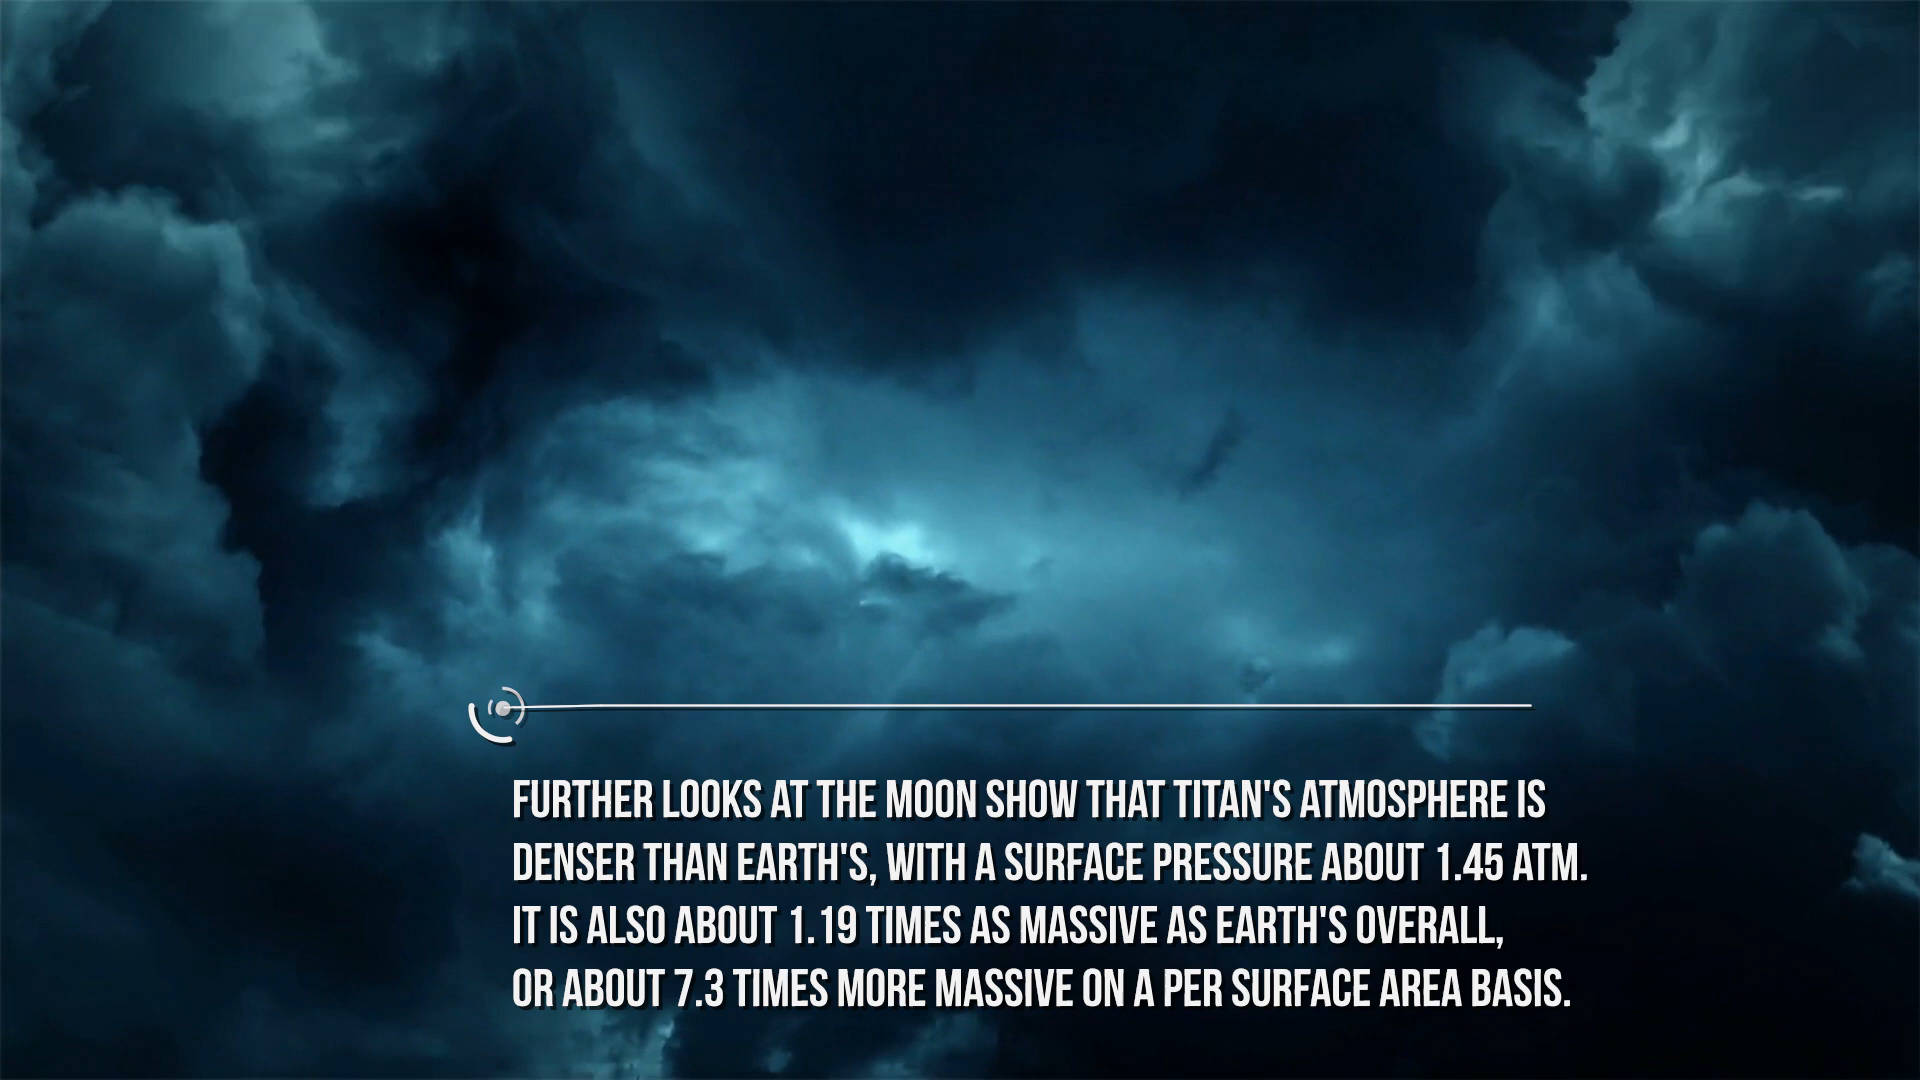 FURTHER LOOKS AT THE MOON SHOW THAT TITAN'S ATMOSPHERE IS
DENSER THAN EARTH'S, WITH A SURFACE PRESSURE ABOUT 1.45 ATM.
IT IS ALSO ABOUT 1.19 TIMES AS MASSIVE AS EARTH'S OVERALL,
OR ABOUT 7.3 TIMES MORE MASSIVE ON A PER SURFACE AREA BASIS.